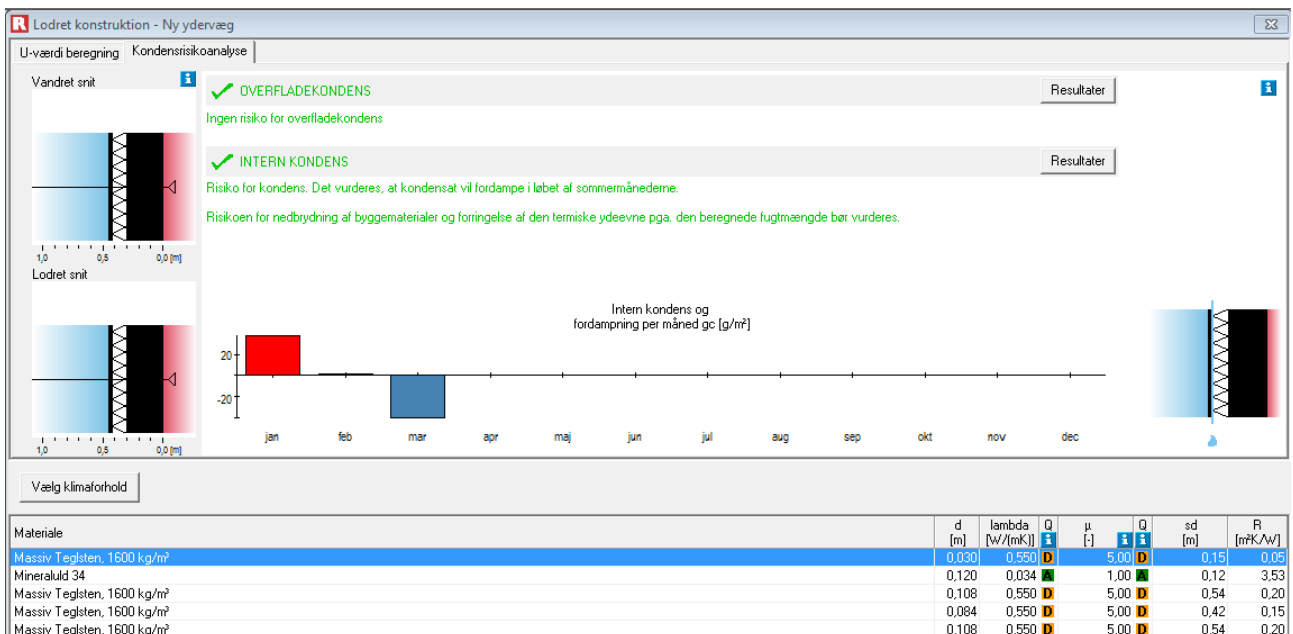 R Lodret konstruktion - Ny ydervæg
U-værdi beregning Kondensrisikoanalyse
Vandret snit i
1,0 0,5 0,0 [m]
Lodret snit
1,0 0,5 0,0 [m]
OVERFLADEKONDENS Resultater i
Ingen risiko for overfladekondens
INTERN KONDENS Resultater
Risiko for kondens. Det vurderes, at kondensat vil fordampe i løbet af sommermånederne.
Risikoen for nedbrydning af byggematerialer og forringelse af den termiske ydeevne pga. den beregnede fugtmængde bør vurderes.
Intern kondens og
fordampning per måned gc [g/m²]
20
-20
jan feb mar apr maj jun jul aug sep okt nov dec
Vælg klimaforhold
Materiale d [m] lambda [W/(mK)] Q i µ [-] i Q i sd [m] R [m²K/W]
Massiv Teglsten, 1600 kg/m³ 0,030 0,550 D 5,00 D 0,15 0,05
Mineraluld 34 0,120 0,034 A 1,00 A 0,12 3,53
Massiv Teglsten, 1600 kg/m³ 0,108 0,550 D 5,00 D 0,54 0,20
Massiv Teglsten, 1600 kg/m³ 0,084 0,550 D 5,00 D 0,42 0,15
Massiv Teglsten, 1600 kg/m³ 0,108 0,550 D 5,00 D 0,54 0,20